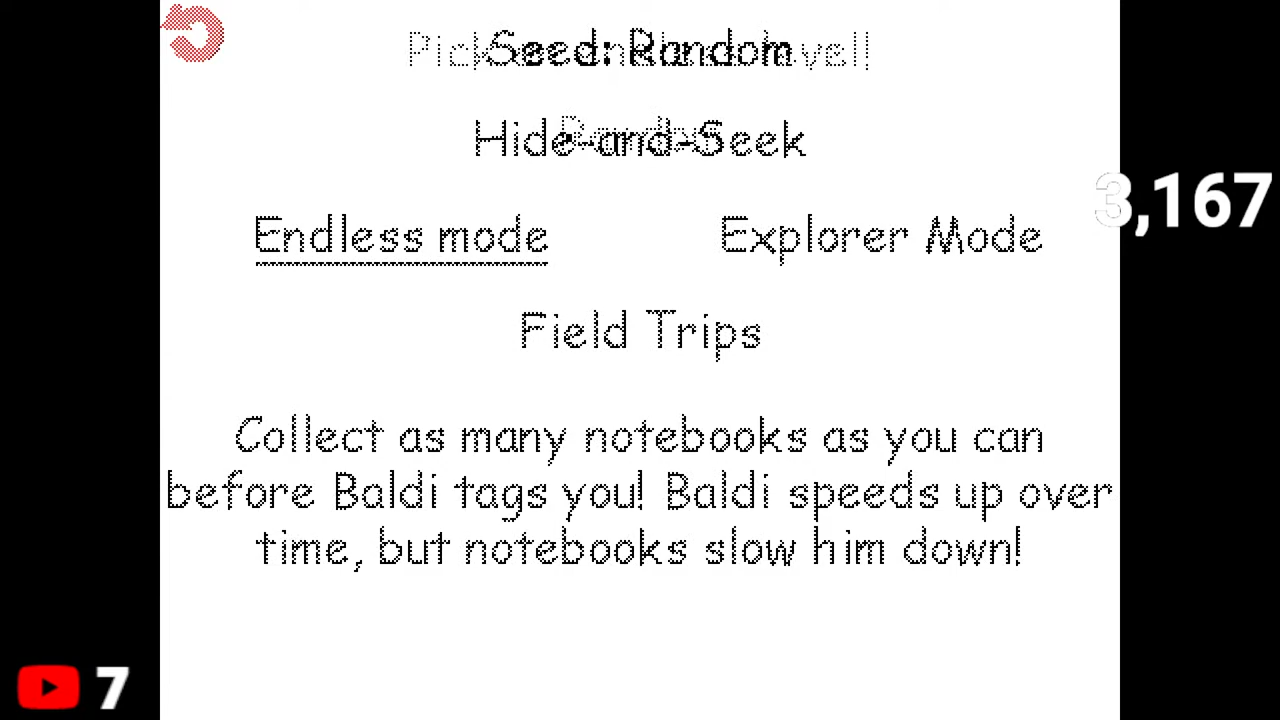 Seed: Random
Hide-and-Seek
3,167
Endless mode Explorer Mode
Field Trips
Collect as many notebooks as you can
before Baldi tags you! Baldi speeds up over
time, but notebooks slow him down!
7